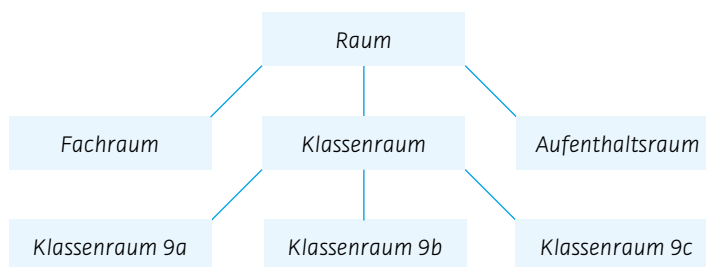 Raum
Fachraum
Klassenraum
Aufenthaltsraum
Klassenraum 9a
Klassenraum 9b
Klassenraum 9c